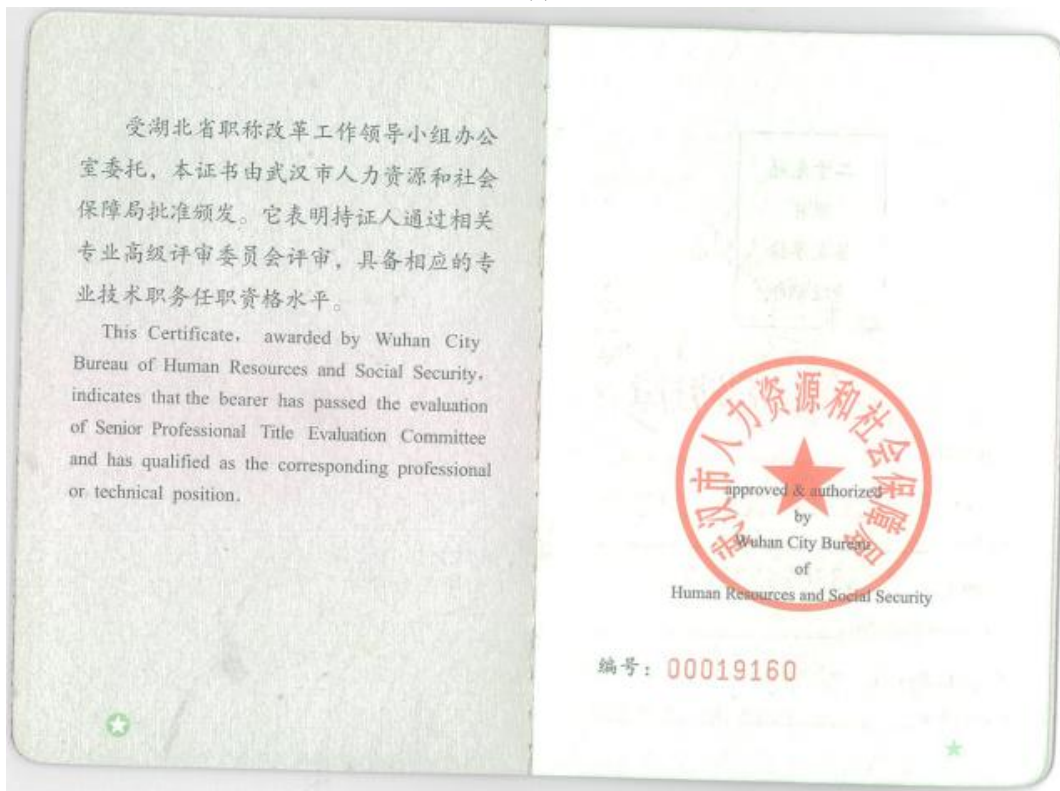 受湖北省职称改革工作领导小组办公
室委托，本证书由武汉市人力资源和社会
保障局批准颁发。它表明持证人通过相关
专业高级评审委员会评审，具备相应的专
业技术职务任职资格水平。
This Certificate, awarded by Wuhan City
Bureau of Human Resources and Social Security,
indicates that the bearer has passed the evaluation
of Senior Professional Title Evaluation Committee
and has qualified as the corresponding professional
or technical position.
武汉市人力资源和社会保障局
approved & authorized
by
Wuhan City Bureau
of
Human Resources and Social Security
编号：00019160